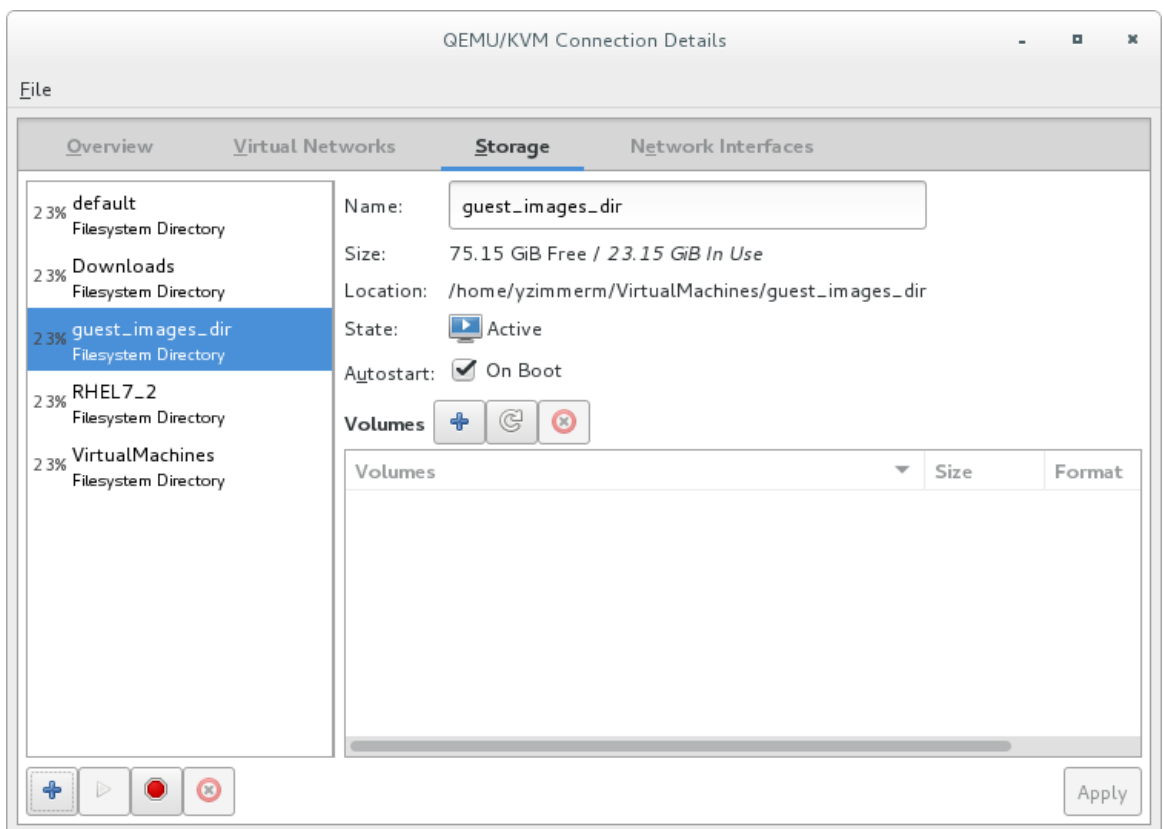 QEMU/KVM Connection Details
File
Overview Virtual Networks Storage Network Interfaces
23% default
Filesystem Directory
23% Downloads
Filesystem Directory
23% guest_images_dir
Filesystem Directory
23% RHEL7_2
Filesystem Directory
23% VirtualMachines
Filesystem Directory
Name: guest_images_dir
Size: 75.15 GiB Free / 23.15 GiB In Use
Location: /home/yzimmerm/VirtualMachines/guest_images_dir
State: Active
Autostart: On Boot
Volumes
Volumes Size Format
Apply